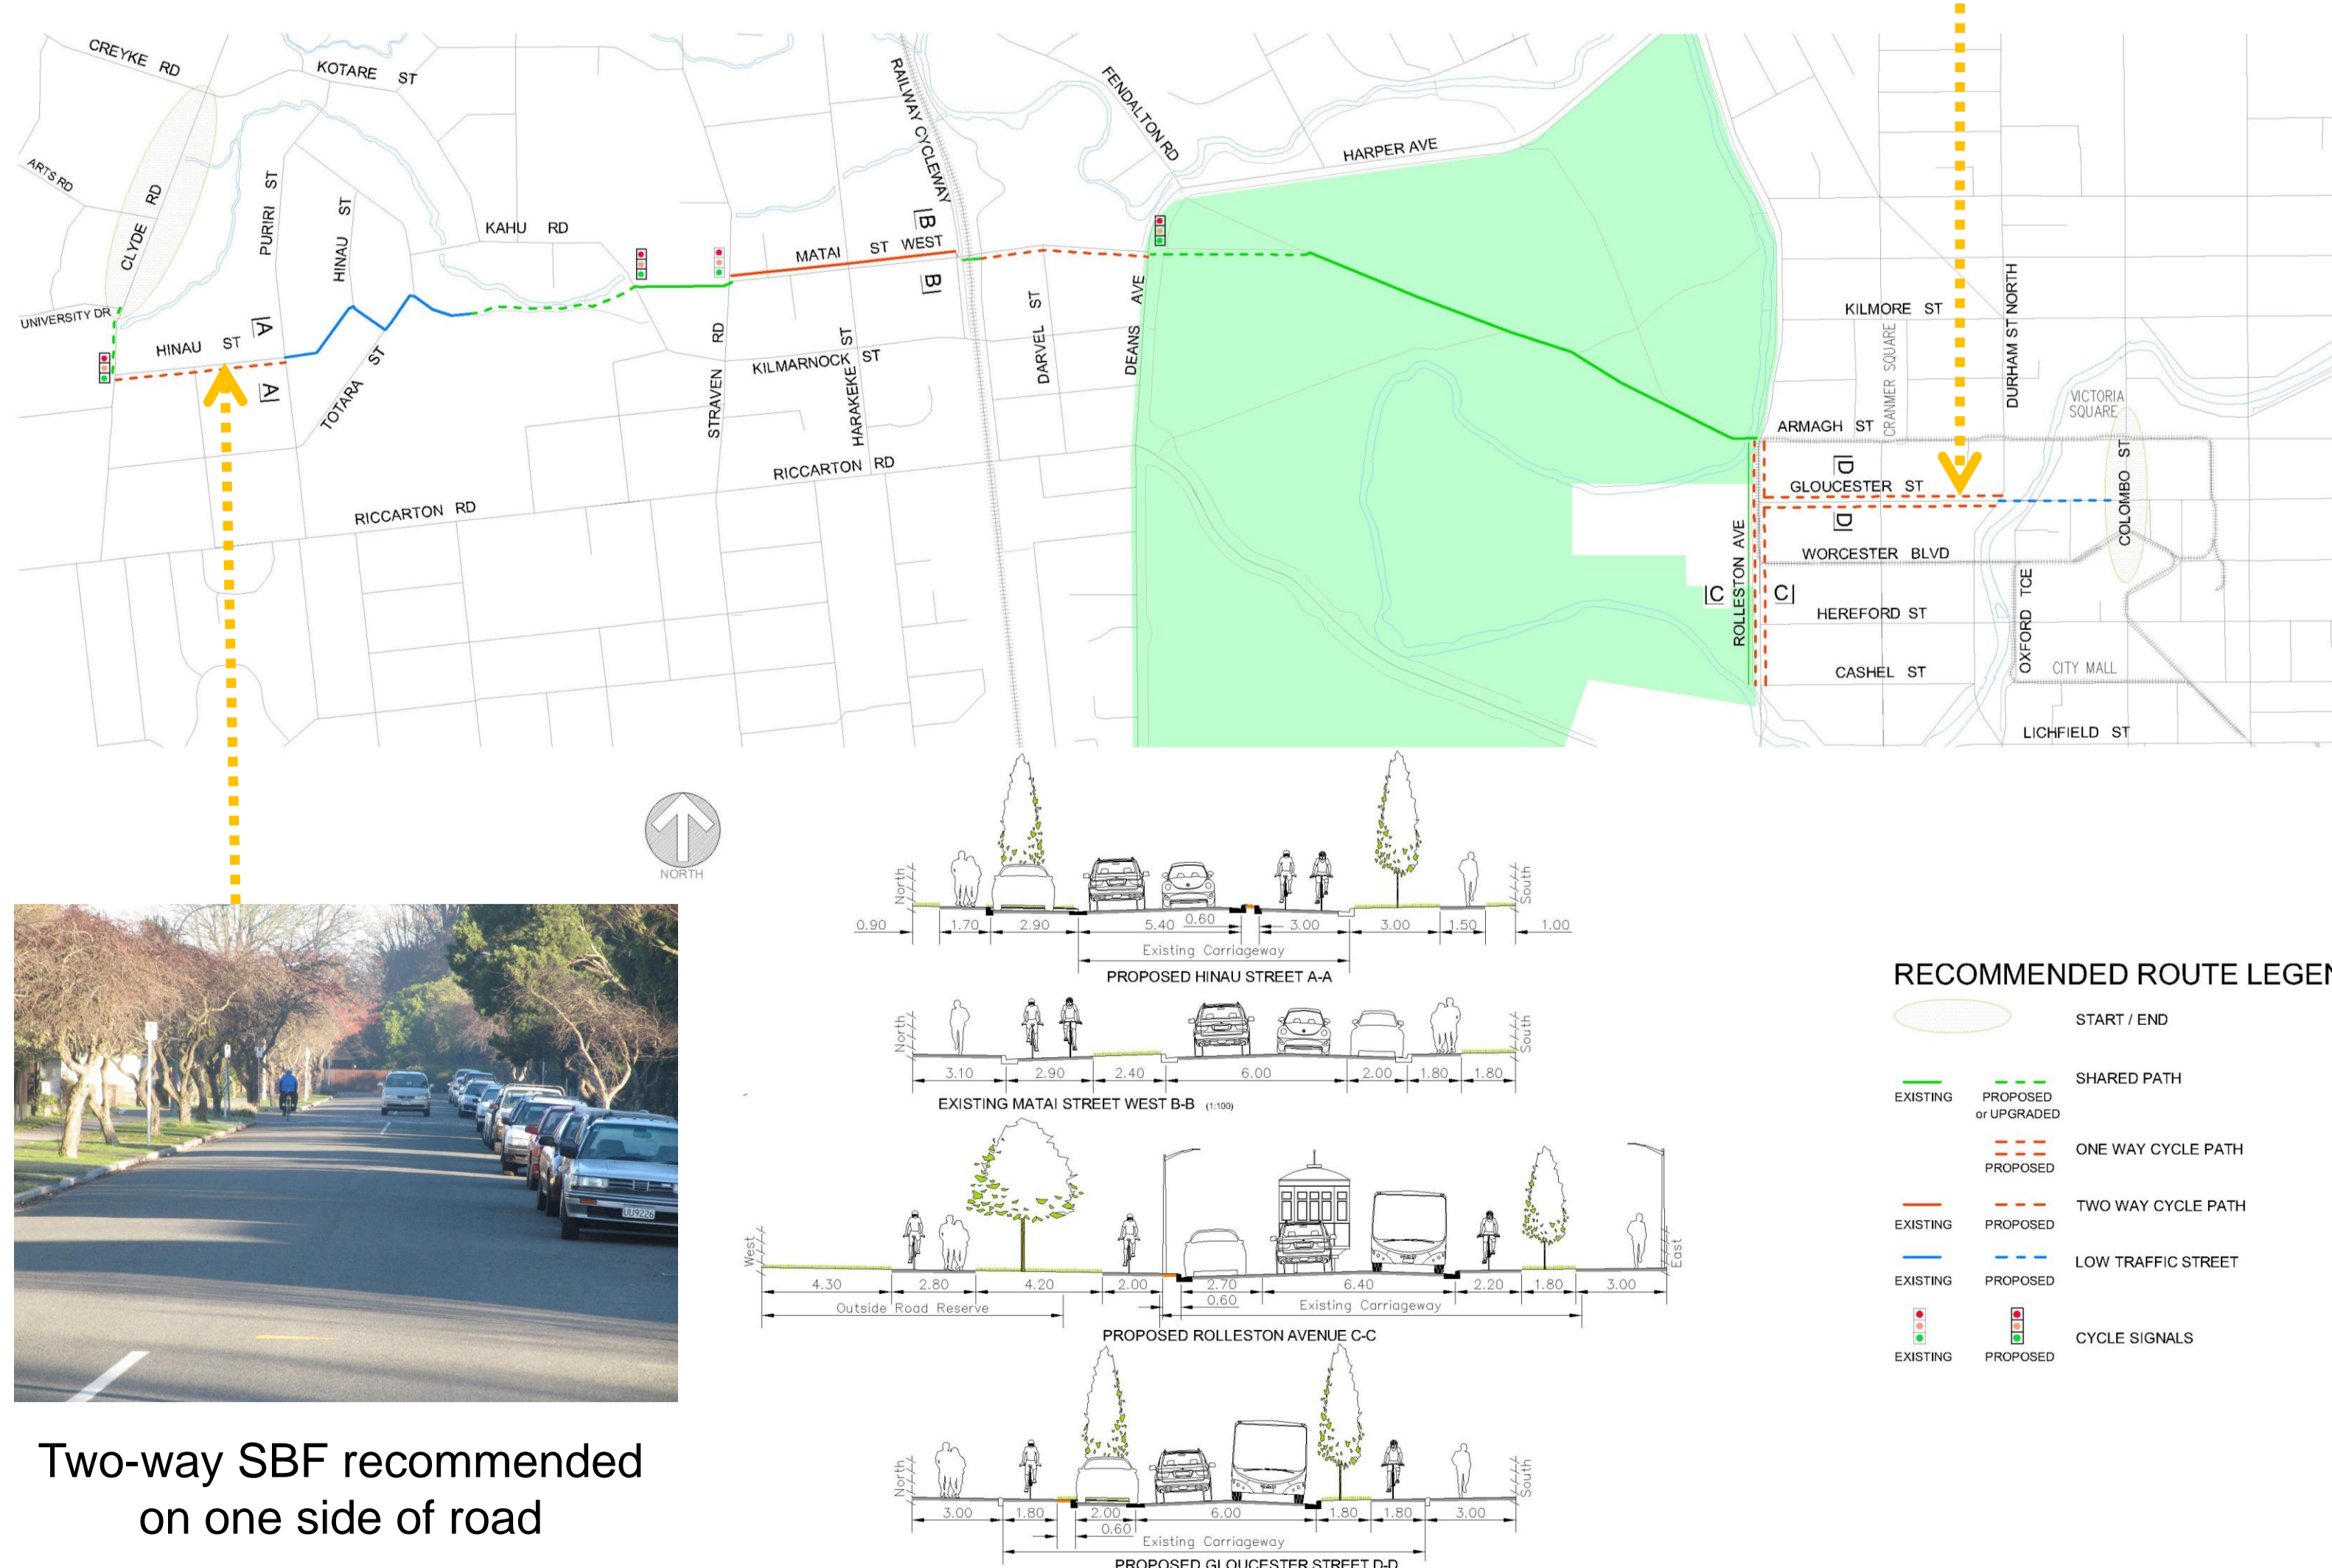 CREYKE RD
KOTARE ST
ARTS RD
CLYDE RD
PURIRI ST
HINAU ST
KAHU RD
UNIVERSITY DR
HINAU ST
A
A
TOTARA ST
RAILWAY CYCLEWAY
B
MATAI ST WEST
B
FENDALTON RD
HARPER AVE
STRAVEN RD
KILMARNOCK ST
HARAKEKE ST
DARVEL ST
DEANS AVE
RICCARTON RD
RICCARTON RD
KILMORE ST
CRANMER SQUARE
DURHAM ST NORTH
VICTORIA
SQUARE
ARMAGH ST
D
GLOUCESTER ST
D
COLOMBO ST
ROLLESTON AVE
WORCESTER BLVD
C
C
HEREFORD ST
OXFORD TCE
CASHEL ST
CITY MALL
LICHFIELD ST
NORTH
North
South
0.90 1.70 2.90 5.40 0.60 3.00 3.00 1.50 1.00
Existing Carriageway
PROPOSED HINAU STREET A-A
North
South
3.10 2.90 2.40 6.00 2.00 1.80 1.80
EXISTING MATAI STREET WEST B-B (1:100)
West
East
4.30 2.80 4.20 2.00 2.70 6.40 2.20 1.80 3.00
0.60
Outside Road Reserve
Existing Carriageway
PROPOSED ROLLESTON AVENUE C-C
North
South
3.00 1.80 2.00 6.00 1.80 1.80 3.00
0.60
Existing Carriageway
PROPOSED GLOUCESTER STREET D-D
UU9226
Two-way SBF recommended
on one side of road
RECOMMENDED ROUTE LEGEN
START / END
SHARED PATH
EXISTING PROPOSED
or UPGRADED
ONE WAY CYCLE PATH
PROPOSED
TWO WAY CYCLE PATH
EXISTING PROPOSED
LOW TRAFFIC STREET
EXISTING PROPOSED
CYCLE SIGNALS
EXISTING PROPOSED